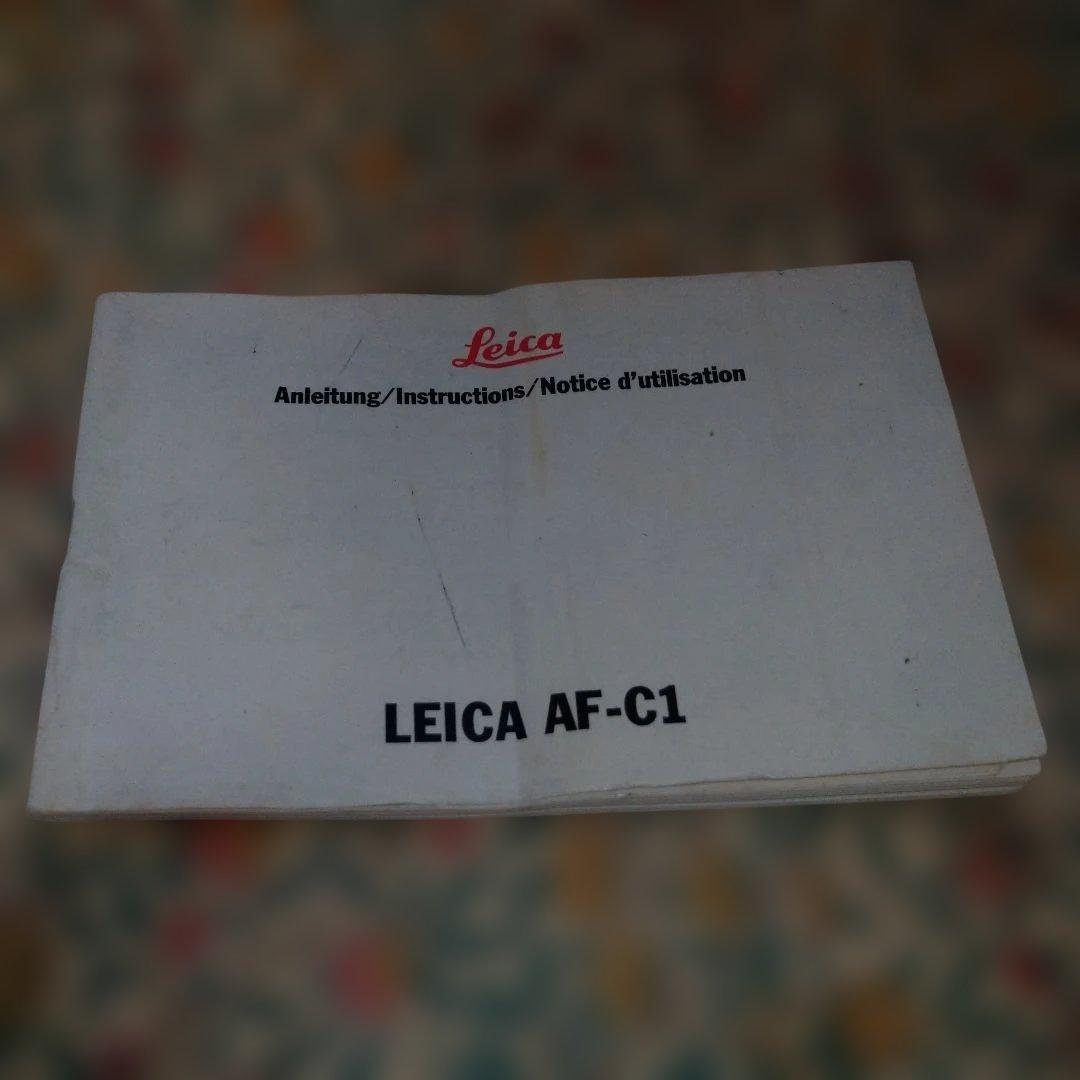 Leica
Anleitung/Instructions/Notice d'utilisation
LEICA AF-C1